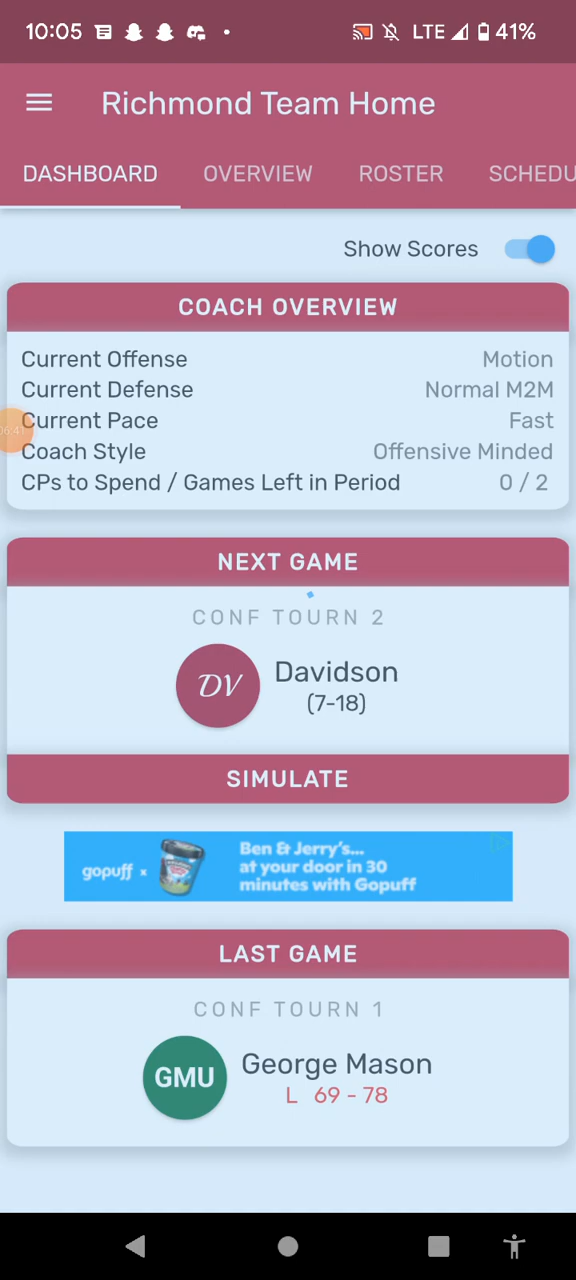 10:05 LTE 41%
Richmond Team Home
DASHBOARD OVERVIEW ROSTER SCHEDU
Show Scores
COACH OVERVIEW
Current Offense Motion
Current Defense Normal M2M
06:41
Current Pace Fast
Coach Style Offensive Minded
CPs to Spend / Games Left in Period 0 / 2
NEXT GAME
CONF TOURN 2
DV Davidson
(7-18)
SIMULATE
gopuff x
Ben & Jerry's...
at your door in 30
minutes with Gopuff
LAST GAME
CONF TOURN 1
GMU George Mason
L 69 - 78